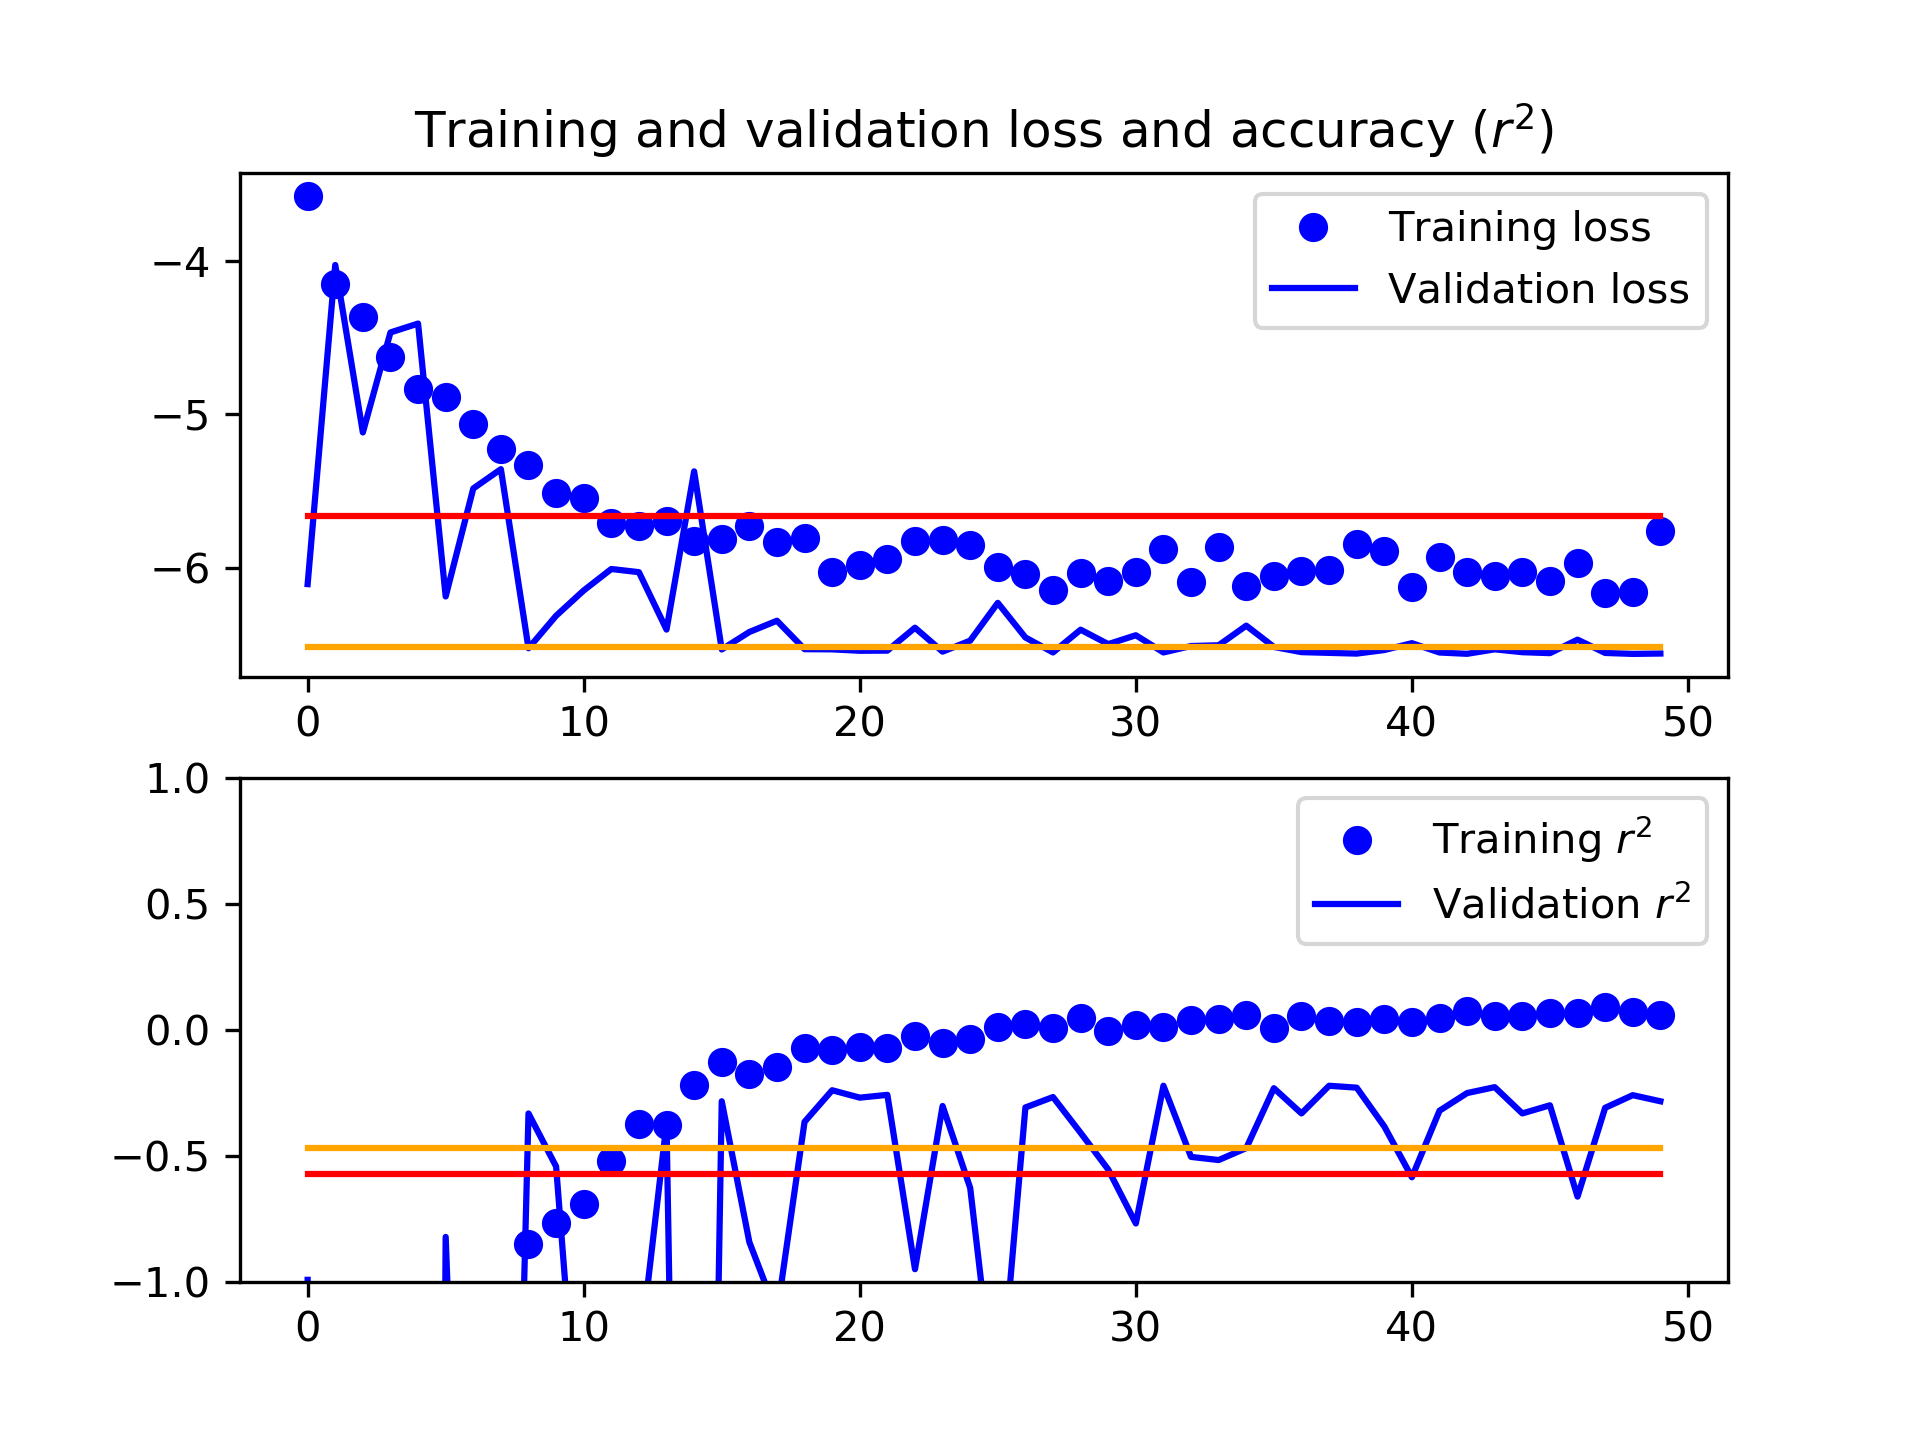 Training and validation loss and accuracy (r²)
Training loss
Validation loss
−4
−5
−6
0 10 20 30 40 50
Training r²
Validation r²
1.0
0.5
0.0
−0.5
−1.0
0 10 20 30 40 50